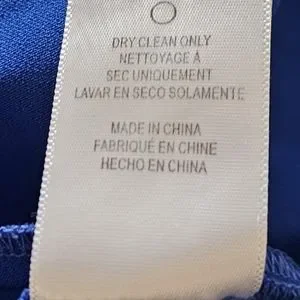 DRY CLEAN ONLY
NETTOYAGE À
SEC UNIQUEMENT
LAVAR EN SECO SOLAMENTE
MADE IN CHINA
FABRIQUÉ EN CHINE
HECHO EN CHINA